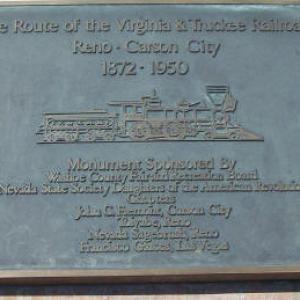 e Route of the Virginia & Truckee Railroa
Reno · Carson City
1872 · 1950
Monument Sponsored By
Washoe County Fair and Recreation Board
Nevada State Society Daughters of the American Revolution
Chapters
John C. Fremont, Carson City
Toiyabe, Reno
Nevada Sagebrush, Reno
Francisco Garces, Las Vegas